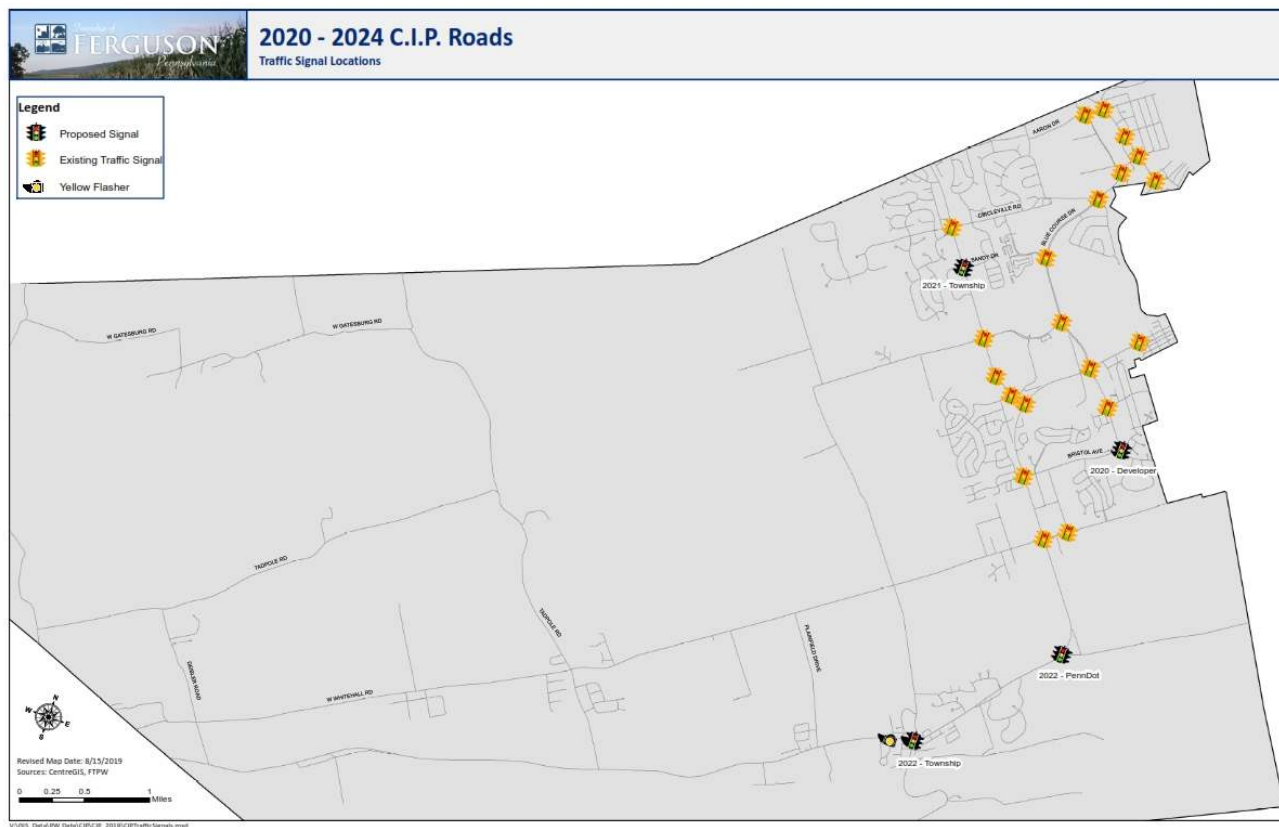 Township of
FERGUSON
Pennsylvania
2020 - 2024 C.I.P. Roads
Traffic Signal Locations
Legend
Proposed Signal
Existing Traffic Signal
Yellow Flasher
AARON DR
CIRCLEVILLE RD
BLUE COURSE DR
SANDY DR
2021 - Township
W GATESBURG RD
W GATESBURG RD
BRISTOL AVE
2020 - Developer
TADPOLE RD
TADPOLE RD
PLAINFIELD DRIVE
DEIBLER ROAD
W WHITEHALL RD
2022 - PennDot
2022 - Township
N
W
E
S
Revised Map Date: 8/15/2019
Sources: CentreGIS, FTPW
0 0.25 0.5 1
Miles